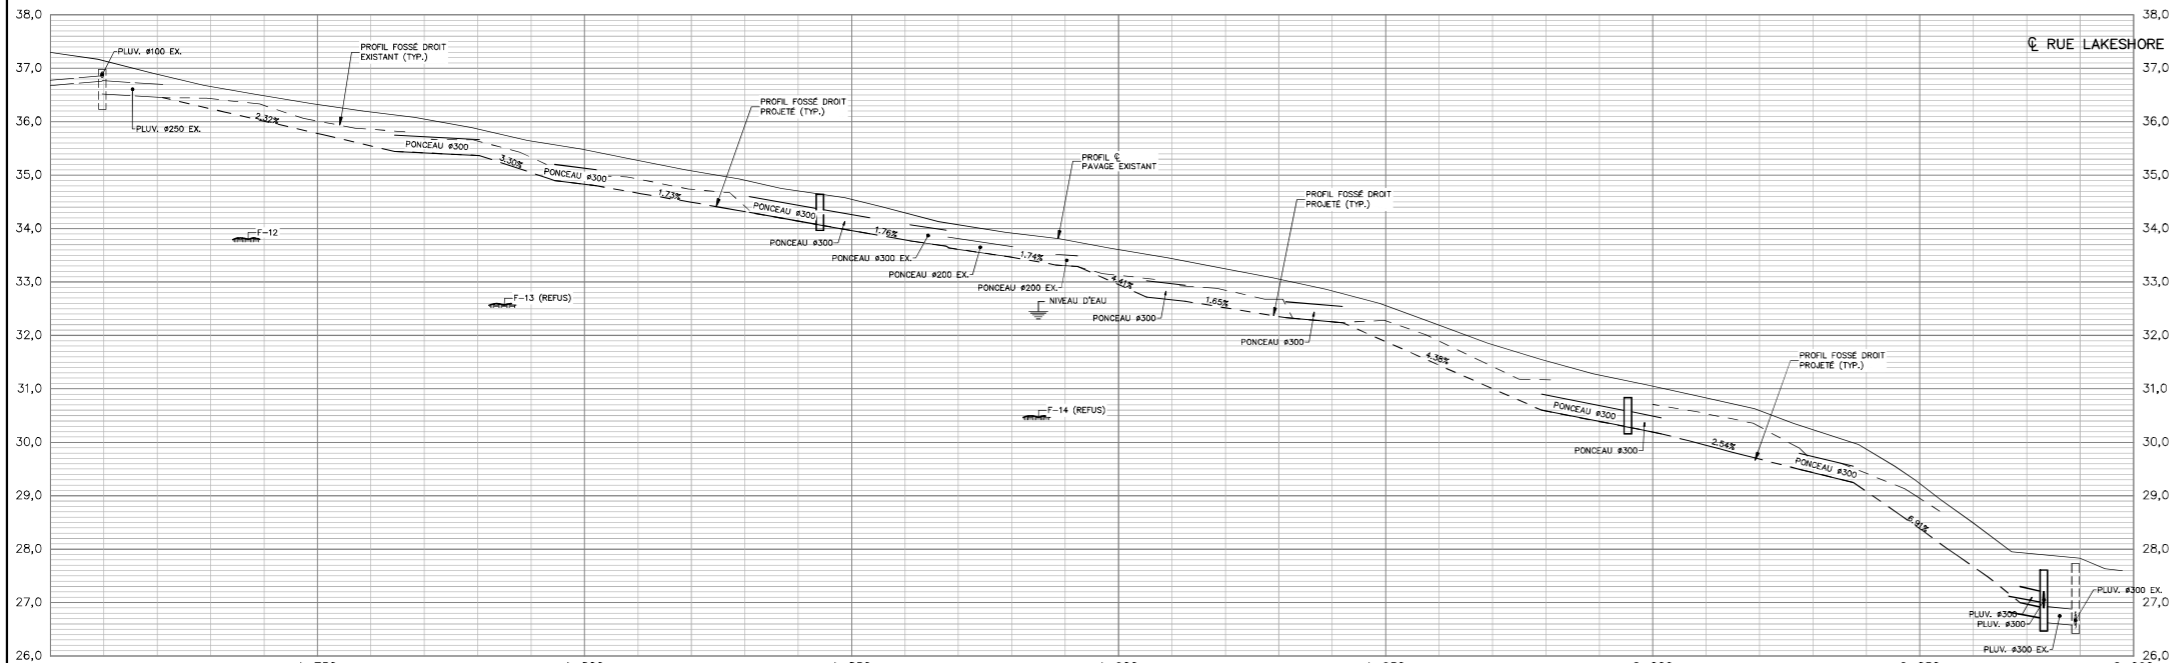 38,0
38,0
℄ RUE LAKESHORE
PLUV. ø100 EX.
PROFIL FOSSÉ DROIT
EXISTANT (TYP.)
37,0
37,0
PROFIL FOSSÉ DROIT
PROJETÉ (TYP.)
36,0
36,0
2.32%
PLUV. ø250 EX.
PONCEAU ø300
3.30%
PROFIL ℄
PAVAGE EXISTANT
35,0
35,0
PONCEAU ø300
1.73%
PROFIL FOSSÉ DROIT
PROJETÉ (TYP.)
PONCEAU ø300
34,0
34,0
F-12
PONCEAU ø300
1.76%
PONCEAU ø300 EX.
1.74%
PONCEAU ø200 EX.
33,0
33,0
PONCEAU ø200 EX.
4.41%
F-13 (REFUS)
NIVEAU D'EAU
1.65%
PONCEAU ø300
32,0
32,0
PONCEAU ø300
4.38%
PROFIL FOSSÉ DROIT
PROJETÉ (TYP.)
31,0
31,0
F-14 (REFUS)
PONCEAU ø300
30,0
30,0
PONCEAU ø300
2.54%
PONCEAU ø300
29,0
29,0
6.91%
28,0
28,0
PLUV. ø300 EX.
27,0
27,0
PLUV. ø300
PLUV. ø300
PLUV. ø300 EX.
26,0
26,0